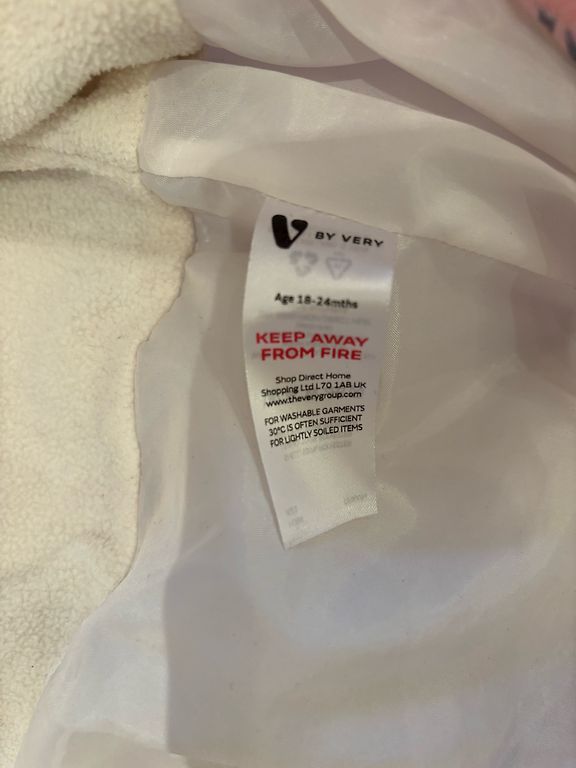 V BY VERY
Age 18-24mths
KEEP AWAY
FROM FIRE
Shop Direct Home
Shopping Ltd L70 1AB UK
www.theverygroup.com
FOR WASHABLE GARMENTS
30°C IS OFTEN SUFFICIENT
FOR LIGHTLY SOILED ITEMS